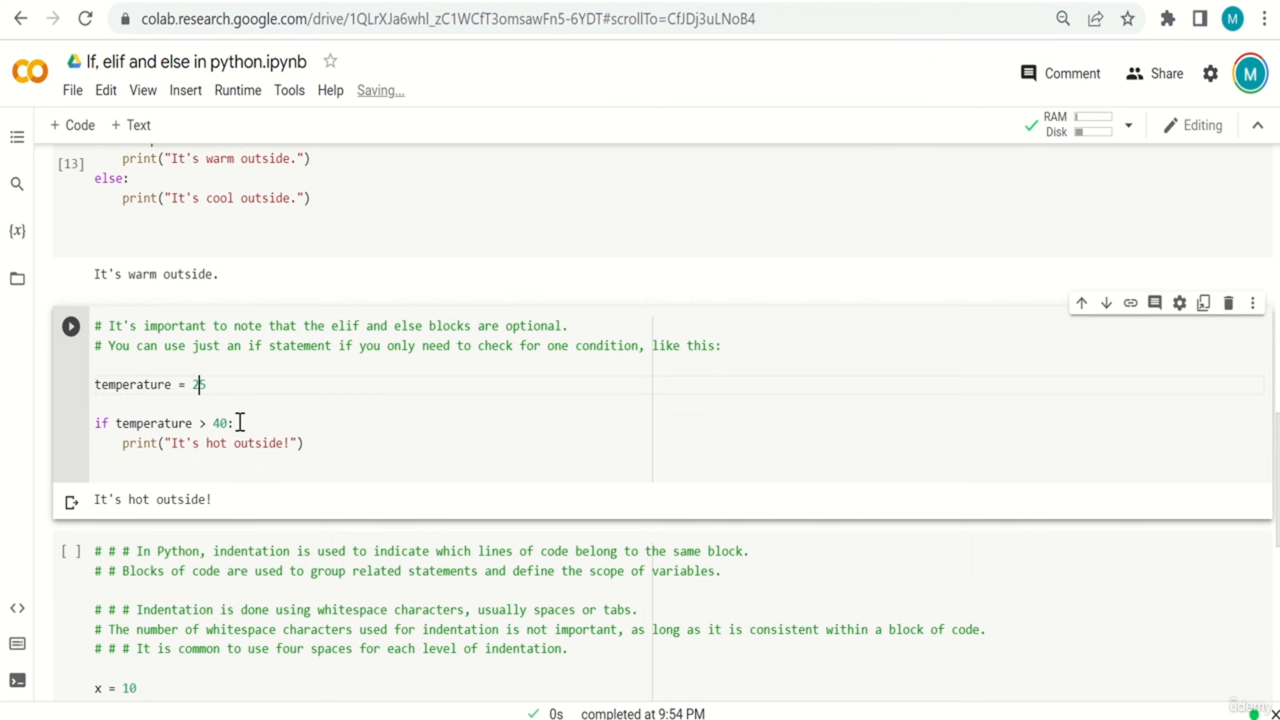 colab.research.google.com/drive/1QLrXJa6whl_zC1WCfT3omsawFn5-6YDT#scrollTo=CfJDj3uLNoB4
M
If, elif and else in python.ipynb
File Edit View Insert Runtime Tools Help Saving...
Comment Share M
+ Code + Text
RAM
Disk
Editing
[13]
print("It's warm outside.")
else:
print("It's cool outside.")
It's warm outside.
# It's important to note that the elif and else blocks are optional.
# You can use just an if statement if you only need to check for one condition, like this:
temperature = 25
if temperature > 40:
print("It's hot outside!")
It's hot outside!
[ ] # # # In Python, indentation is used to indicate which lines of code belong to the same block.
# # Blocks of code are used to group related statements and define the scope of variables.
# # # Indentation is done using whitespace characters, usually spaces or tabs.
# The number of whitespace characters used for indentation is not important, as long as it is consistent within a block of code.
# # # It is common to use four spaces for each level of indentation.
x = 10
0s completed at 9:54 PM
ûdemy